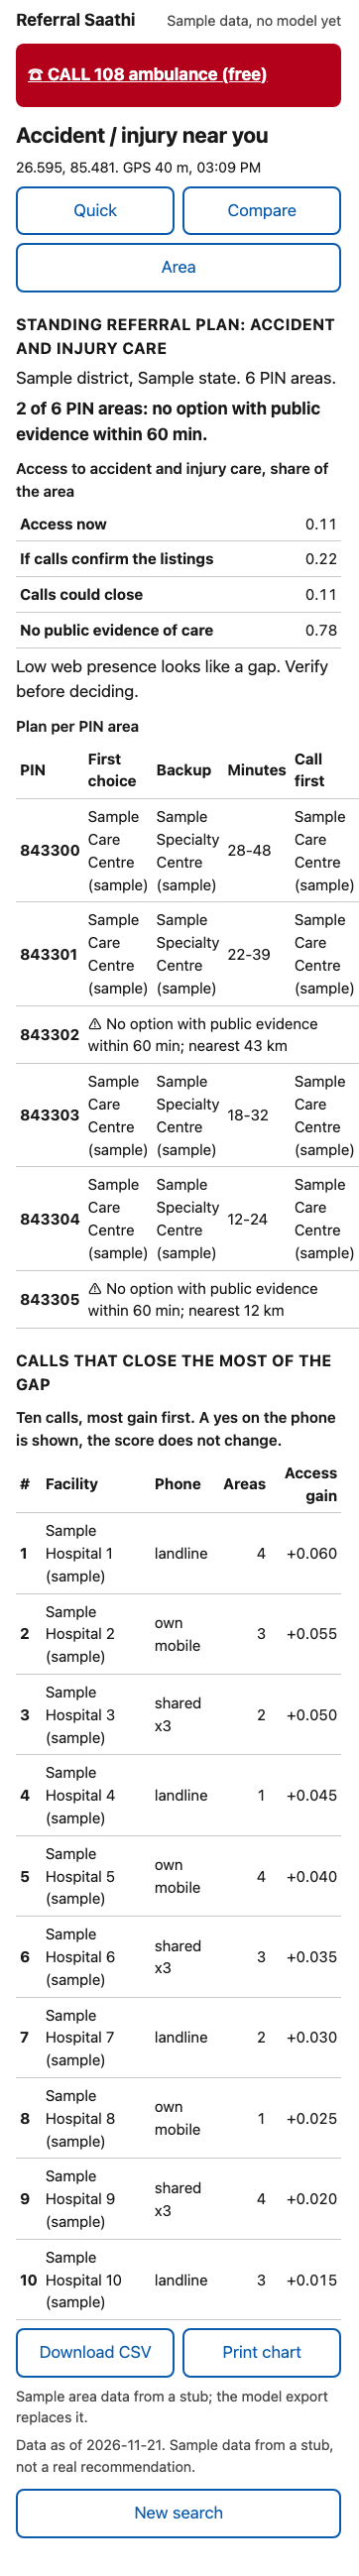 Referral Saathi Sample data, no model yet
☎ CALL 108 ambulance (free)
Accident / injury near you
26.595, 85.481. GPS 40 m, 03:09 PM
Quick Compare
Area
STANDING REFERRAL PLAN: ACCIDENT
AND INJURY CARE
Sample district, Sample state. 6 PIN areas.
2 of 6 PIN areas: no option with public
evidence within 60 min.
Access to accident and injury care, share of
the area
Access now 0.11
If calls confirm the listings 0.22
Calls could close 0.11
No public evidence of care 0.78
Low web presence looks like a gap. Verify
before deciding.
Plan per PIN area
PIN First choice Backup Minutes Call first
843300 Sample Care Centre (sample) Sample Specialty Centre (sample) 28-48 Sample Care Centre (sample)
843301 Sample Care Centre (sample) Sample Specialty Centre (sample) 22-39 Sample Care Centre (sample)
843302 ⚠ No option with public evidence within 60 min; nearest 43 km
843303 Sample Care Centre (sample) Sample Specialty Centre (sample) 18-32 Sample Care Centre (sample)
843304 Sample Care Centre (sample) Sample Specialty Centre (sample) 12-24 Sample Care Centre (sample)
843305 ⚠ No option with public evidence within 60 min; nearest 12 km
CALLS THAT CLOSE THE MOST OF THE
GAP
Ten calls, most gain first. A yes on the phone
is shown, the score does not change.
# Facility Phone Areas Access gain
1 Sample Hospital 1 (sample) landline 4 +0.060
2 Sample Hospital 2 (sample) own mobile 3 +0.055
3 Sample Hospital 3 (sample) shared x3 2 +0.050
4 Sample Hospital 4 (sample) landline 1 +0.045
5 Sample Hospital 5 (sample) own mobile 4 +0.040
6 Sample Hospital 6 (sample) shared x3 3 +0.035
7 Sample Hospital 7 (sample) landline 2 +0.030
8 Sample Hospital 8 (sample) own mobile 1 +0.025
9 Sample Hospital 9 (sample) shared x3 4 +0.020
10 Sample Hospital 10 (sample) landline 3 +0.015
Download CSV Print chart
Sample area data from a stub; the model export
replaces it.
Data as of 2026-11-21. Sample data from a stub,
not a real recommendation.
New search